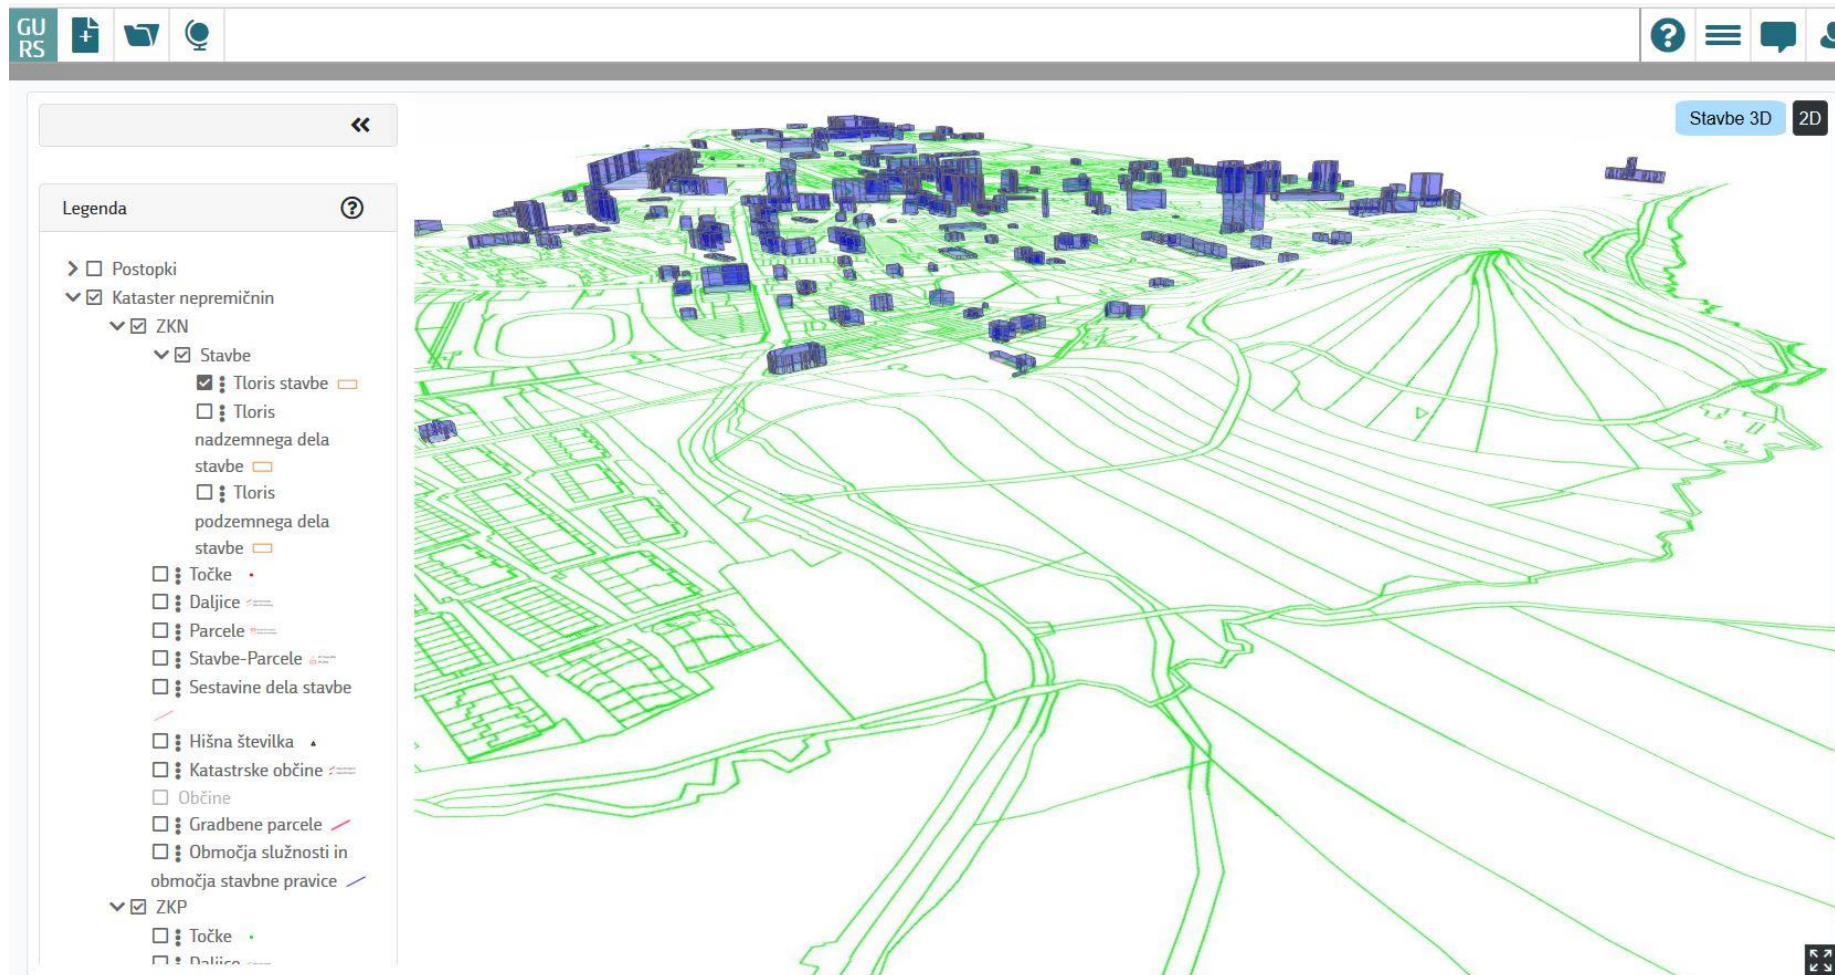 GU
RS
Stavbe 3D
2D
Legenda
Postopki
Kataster nepremičnin
ZKN
Stavbe
Tloris stavbe
Tloris
nadzemnega dela
stavbe
Tloris
podzemnega dela
stavbe
Točke
Daljice
Parcele
Stavbe-Parcele
Sestavine dela stavbe
Hišna številka
Katastrske občine
Občine
Gradbene parcele
Območja služnosti in
območja stavbne pravice
ZKP
Točke
Daljice